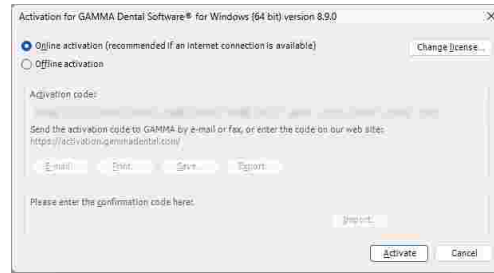 Activation for GAMMA Dental Software® for Windows (64 bit) version 8.9.0
Online activation (recommended if an internet connection is available)
Change license...
Offline activation
Activation code:
Send the activation code to GAMMA by e-mail or fax, or enter the code on our web site:
https://activation.gammadental.com/
E-mail... Print... Save... Export...
Please enter the confirmation code here:
Import...
Activate Cancel